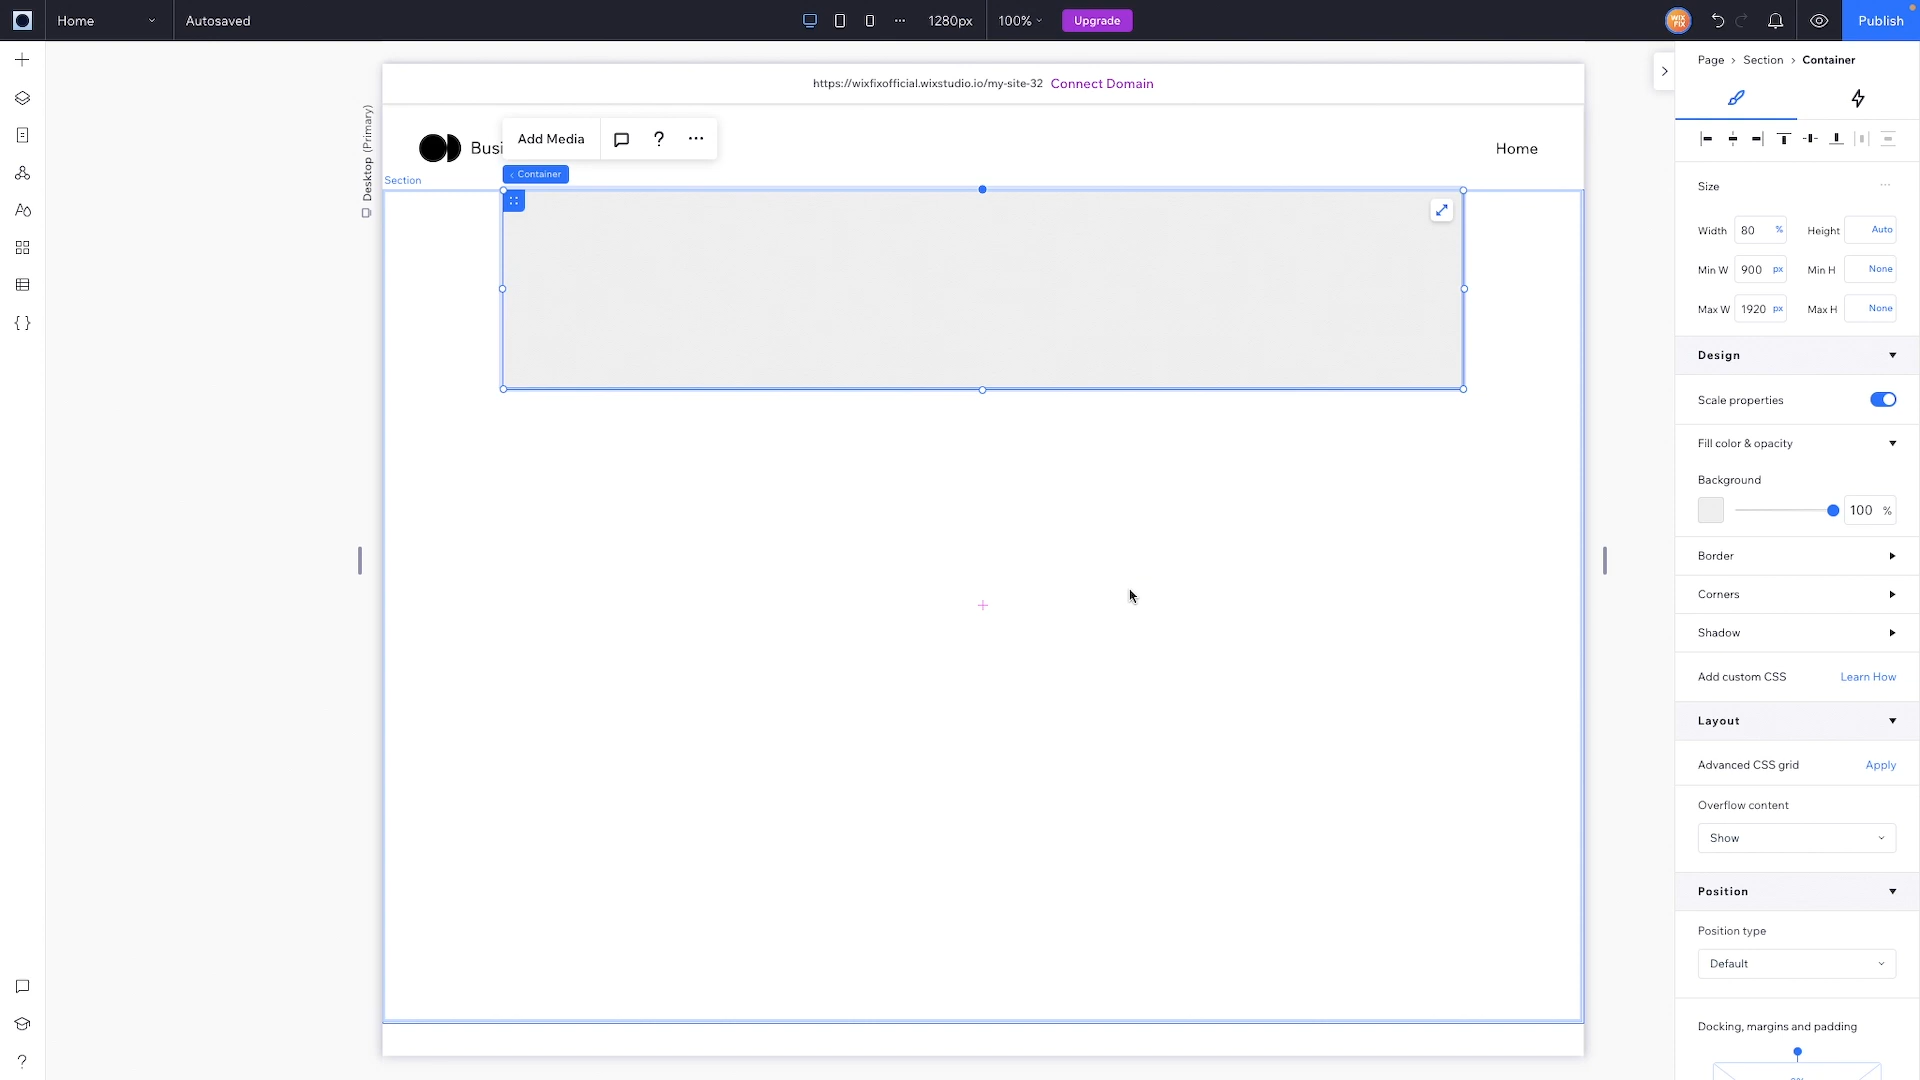 Home
Autosaved
1280px
100%
Upgrade
WIX
FIX
Publish
Page > Section > Container
https://wixfixofficial.wixstudio.io/my-site-32 Connect Domain
Desktop (Primary)
Busi
Add Media
?
Home
Section
Container
Size
Width 80 %
Height Auto
Min W 900 px
Min H None
Max W 1920 px
Max H None
Design
Scale properties
Fill color & opacity
Background
100 %
Border
Corners
Shadow
Add custom CSS
Learn How
Layout
Advanced CSS grid
Apply
Overflow content
Show
Position
Position type
Default
Docking, margins and padding